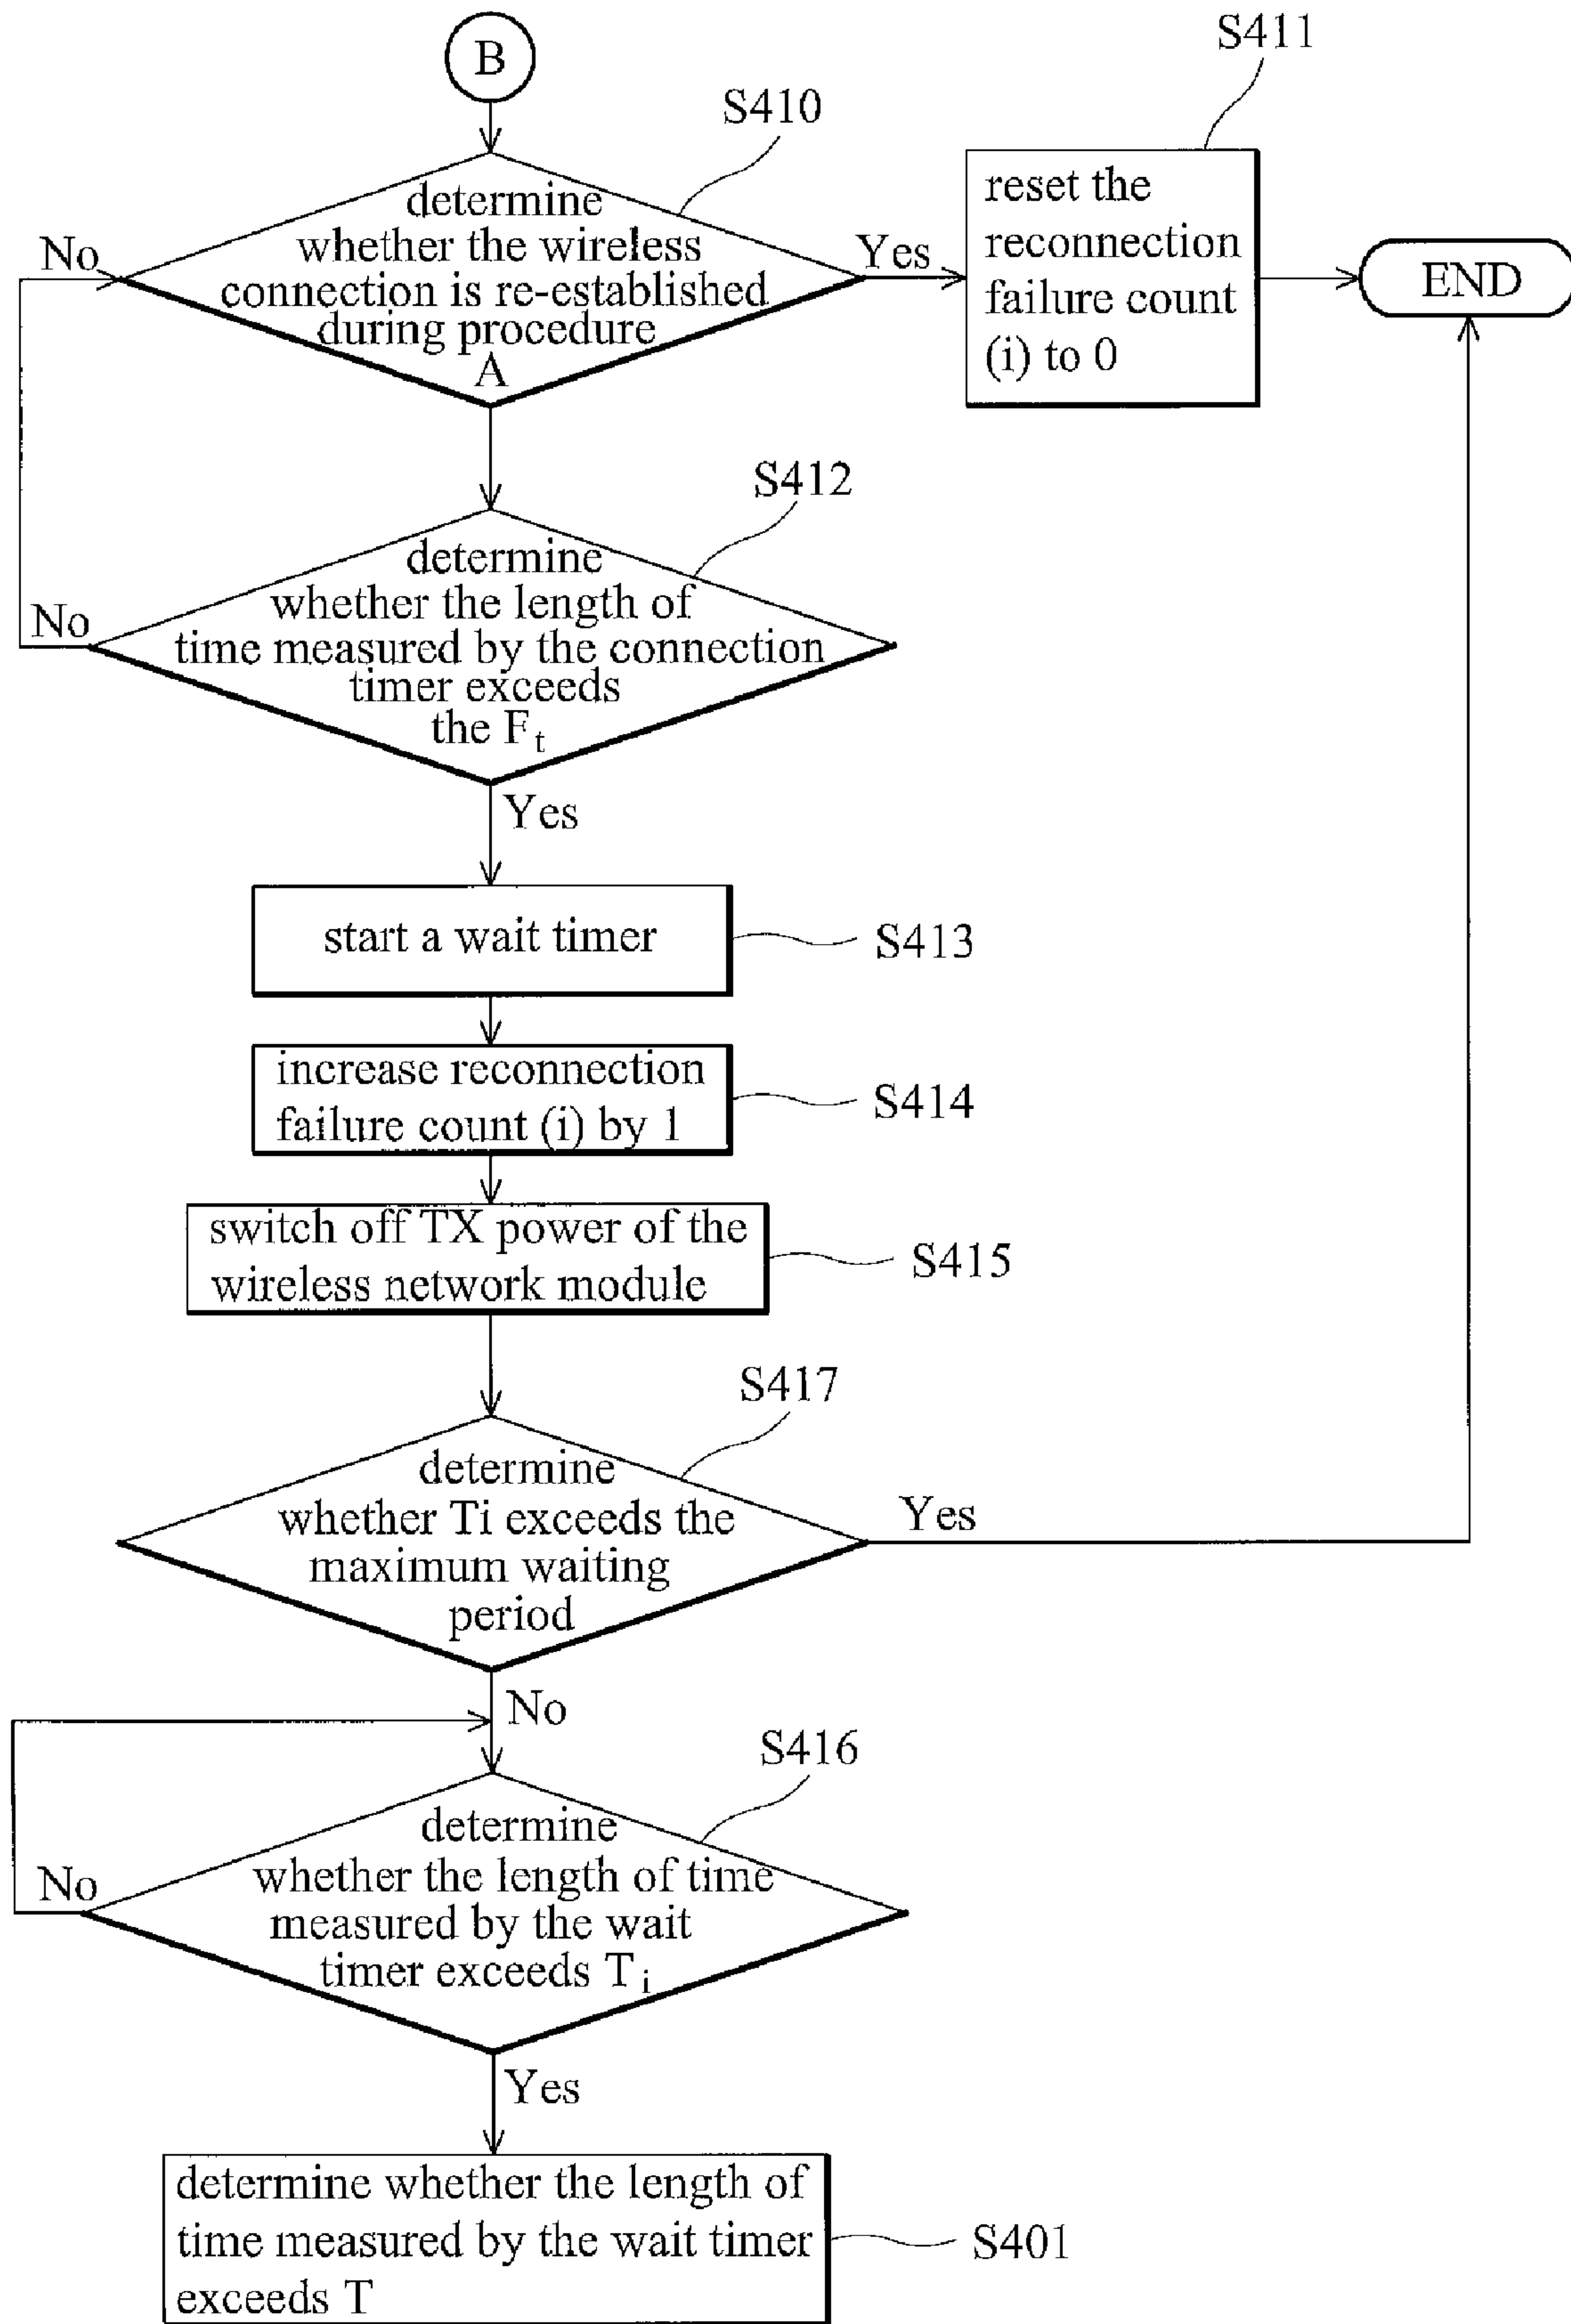 B
S410
S411
determine
whether the wireless
connection is re-established
during procedure
A
No
Yes
reset the
reconnection
failure count
(i) to 0
END
S412
determine
whether the length of
time measured by the connection
timer exceeds
the Ft
No
Yes
start a wait timer
S413
increase reconnection
failure count (i) by 1
S414
switch off TX power of the
wireless network module
S415
S417
determine
whether Ti exceeds the
maximum waiting
period
Yes
No
S416
determine
whether the length of time
measured by the wait
timer exceeds Ti
No
Yes
determine whether the length of
time measured by the wait timer
exceeds T
S401